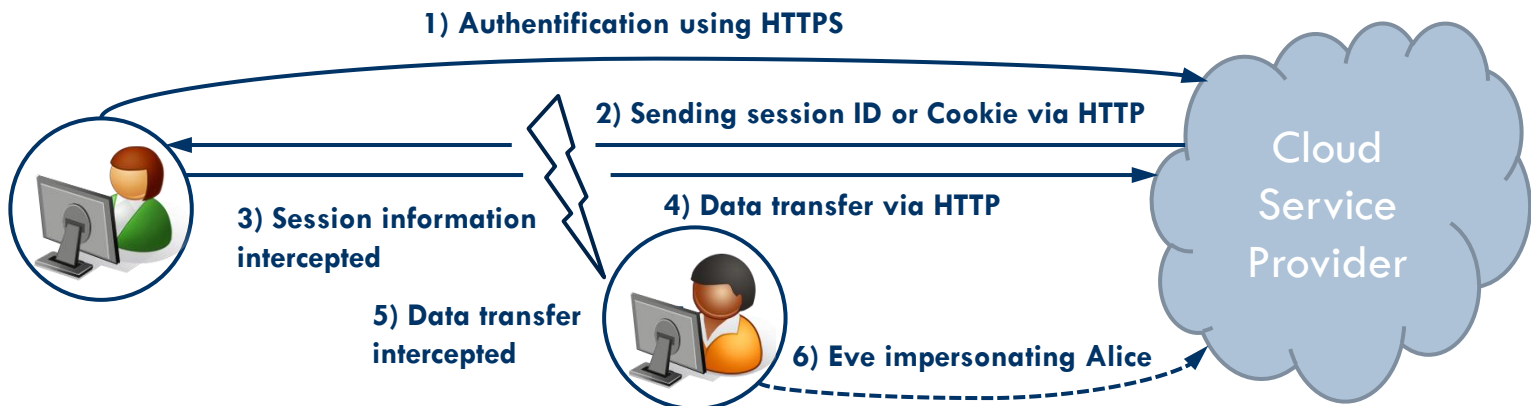 1) Authentification using HTTPS
2) Sending session ID or Cookie via HTTP
3) Session information
intercepted
4) Data transfer via HTTP
5) Data transfer
intercepted
6) Eve impersonating Alice
Cloud
Service
Provider